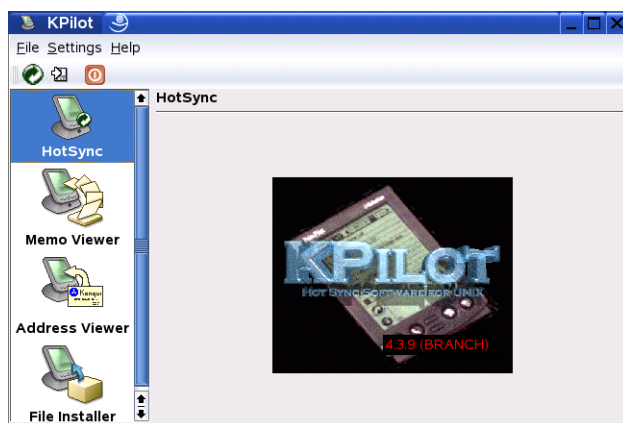 KPilot
File Settings Help
HotSync
HotSync
Memo Viewer
Address Viewer
File Installer
KPILOT
HOT SYNC SOFTWARE FOR UNIX
4.3.9 (BRANCH)